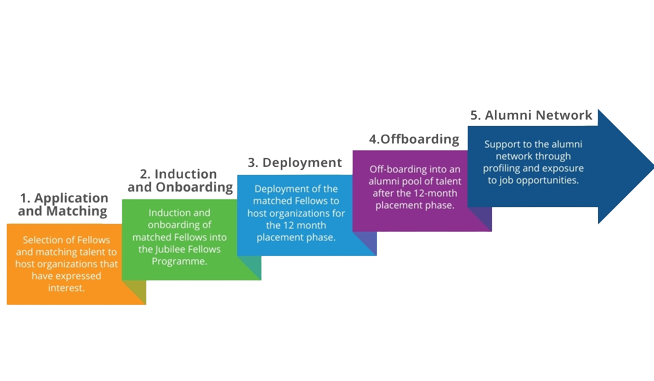 1. Application
and Matching
Selection of Fellows
and matching talent to
host organizations that
have expressed
interest.
2. Induction
and Onboarding
Induction and
onboarding of
matched Fellows into
the Jubilee Fellows
Programme.
3. Deployment
Deployment of the
matched Fellows to
host organizations for
the 12 month
placement phase.
4.Offboarding
Off-boarding into an
alumni pool of talent
after the 12-month
placement phase.
5. Alumni Network
Support to the alumni
network through
profiling and exposure
to job opportunities.